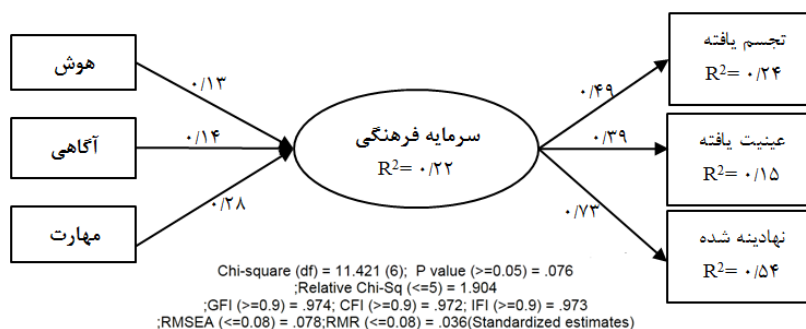 هوش
آگاهی
مهارت
۰/۱۳
۰/۱۴
۰/۲۸
سرمایه فرهنگی
R²= ۰/۲۲
۰/۴۹
۰/۳۹
۰/۷۳
تجسم یافته
R²= ۰/۲۴
عینیت یافته
R²= ۰/۱۵
نهادینه شده
R²= ۰/۵۴
Chi-square (df) = 11.421 (6); P value (>=0.05) = .076
;Relative Chi-Sq (<=5) = 1.904
;GFI (>=0.9) = .974; CFI (>=0.9) = .972; IFI (>=0.9) = .973
;RMSEA (<=0.08) = .078;RMR (<=0.08) = .036(Standardized estimates)